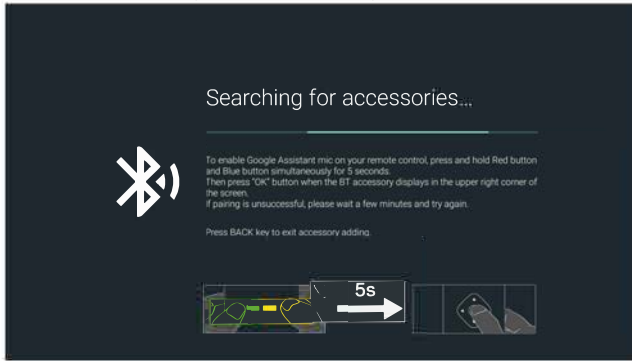 Searching for accessories...
To enable Google Assistant mic on your remote control, press and hold Red button
and Blue button simultaneously for 5 seconds.
Then press "OK" button when the BT accessory displays in the upper right corner of
the screen.
If pairing is unsuccessful, please wait a few minutes and try again.
Press BACK key to exit accessory adding.
5s